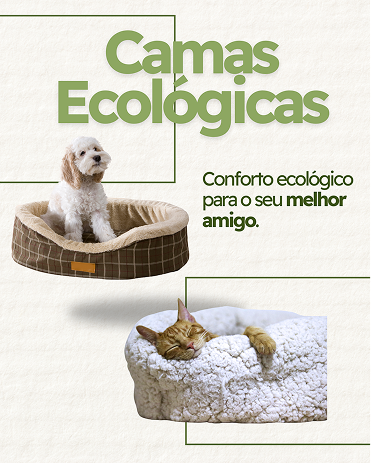 Camas
Ecológicas
Conforto ecológico
para o seu melhor
amigo.